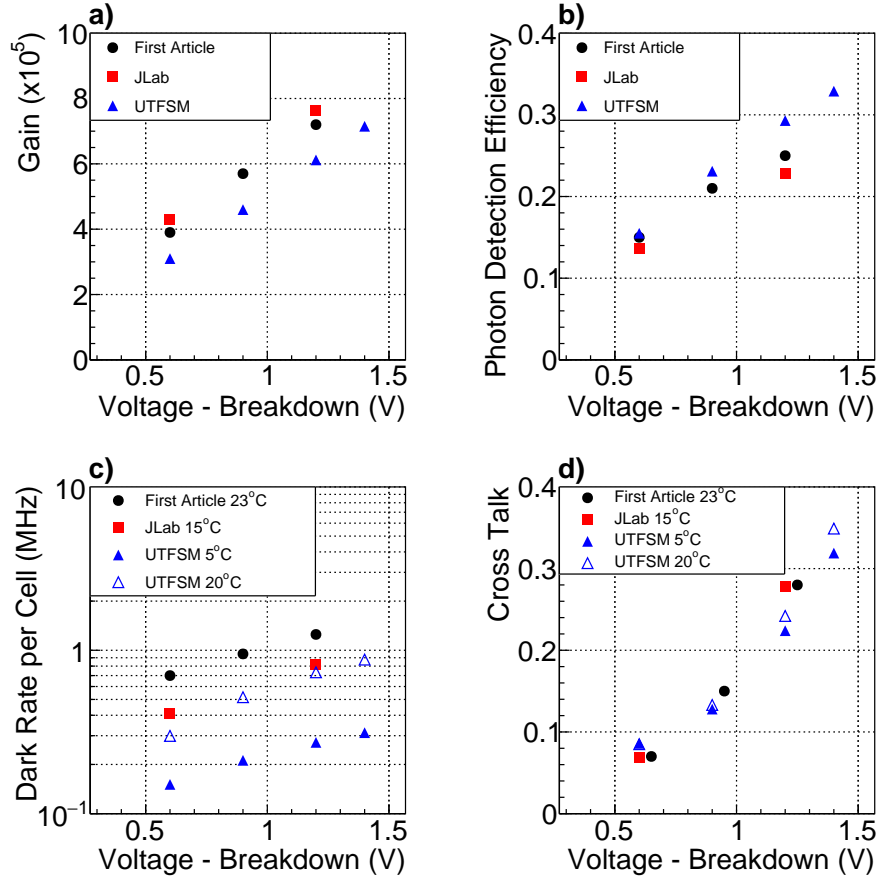 a)
Gain (x10⁵)
10
8
6
4
2
0
First Article
JLab
UTFSM
0.5 1 1.5
Voltage - Breakdown (V)
b)
Photon Detection Efficiency
0.4
0.3
0.2
0.1
0
First Article
JLab
UTFSM
0.5 1 1.5
Voltage - Breakdown (V)
c)
Dark Rate per Cell (MHz)
10
1
10⁻¹
First Article 23°C
JLab 15°C
UTFSM 5°C
UTFSM 20°C
0.5 1 1.5
Voltage - Breakdown (V)
d)
Cross Talk
0.4
0.3
0.2
0.1
0
First Article 23°C
JLab 15°C
UTFSM 5°C
UTFSM 20°C
0.5 1 1.5
Voltage - Breakdown (V)